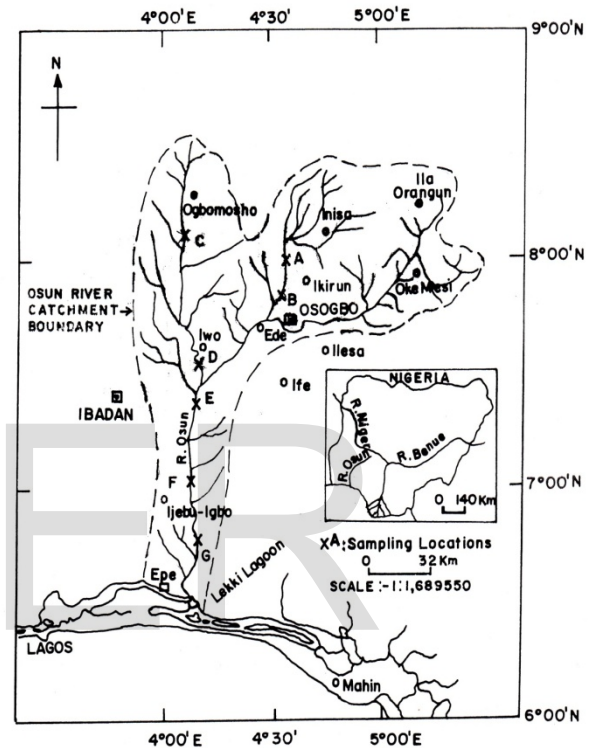 4°00'E 4°30' 5°00'E
9°00'N
N
Ila
Orangun
Ogbomosho
Inisa
C
A
8°00'N
Ikirun
Oke Mesi
B
OSUN RIVER
CATCHMENT
BOUNDARY
OSOGBO
Ede
Iwo
D
Ilesa
Ife
IBADAN
E
NIGERIA
R. Niger
R. Benue
R. Osun
0 140 Km
R. Osun
7°00'N
F
Ijebu-Igbo
XA:Sampling Locations
G
0 32 Km
SCALE :-1:1,689550
Epe
Lekki Lagoon
LAGOS
Mahin
6°00'N
4°00'E 4°30' 5°00'E
ER